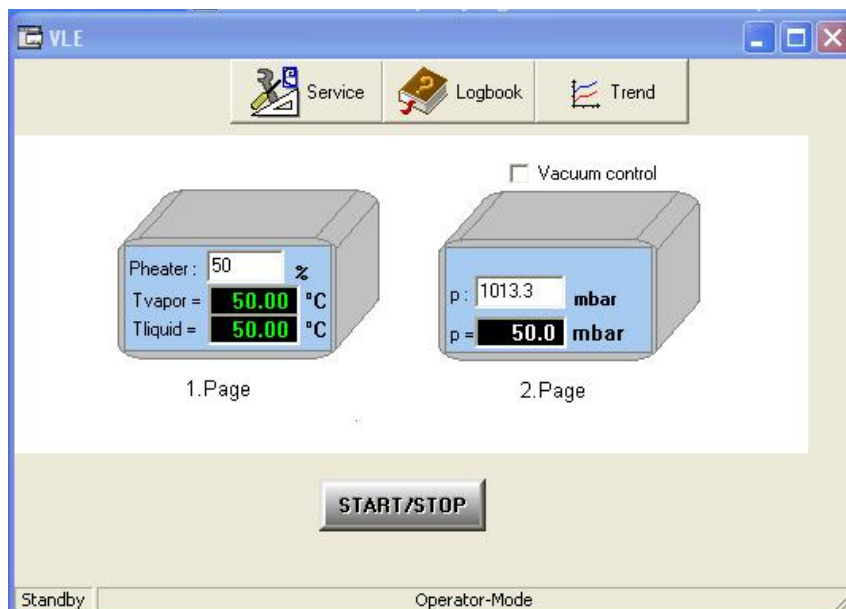 VLE
Service Logbook Trend
Vacuum control
Pheater : 50 %
Tvapor = 50.00 °C
Tliquid = 50.00 °C
1.Page
p : 1013.3 mbar
p = 50.0 mbar
2.Page
START/STOP
Standby Operator-Mode